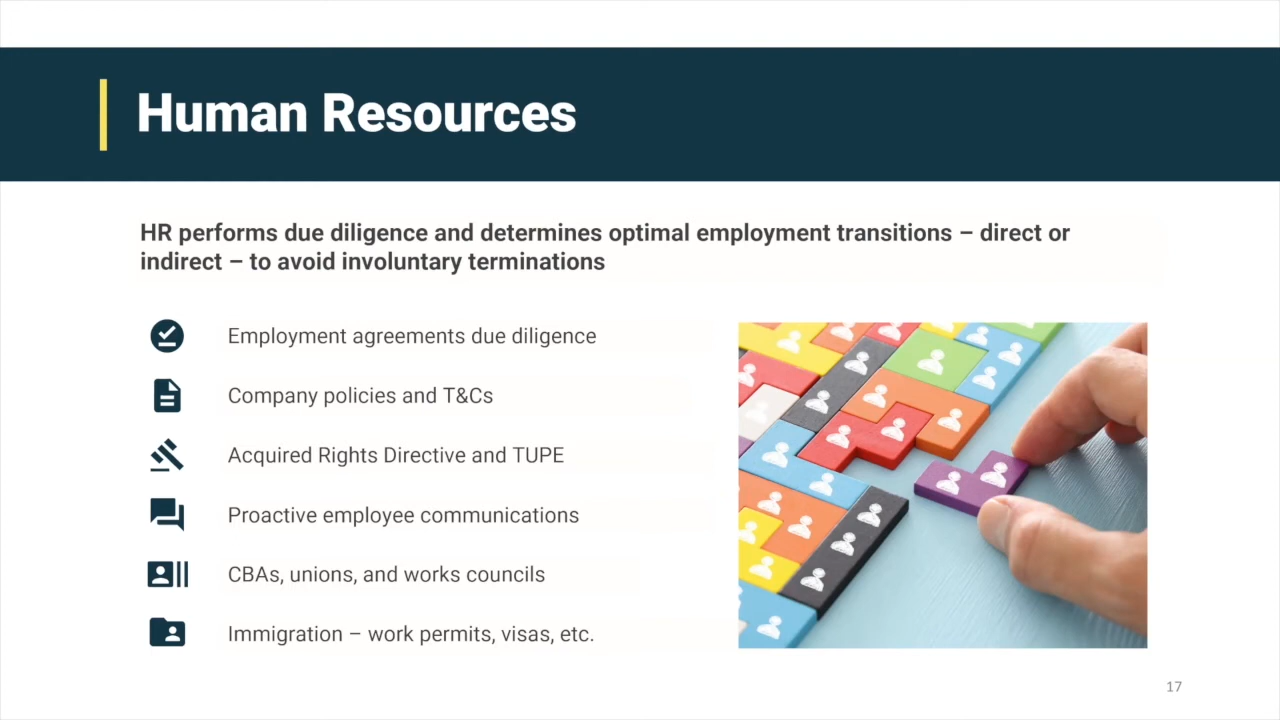 Human Resources
HR performs due diligence and determines optimal employment transitions – direct or
indirect – to avoid involuntary terminations
Employment agreements due diligence
Company policies and T&Cs
Acquired Rights Directive and TUPE
Proactive employee communications
CBAs, unions, and works councils
Immigration – work permits, visas, etc.
17